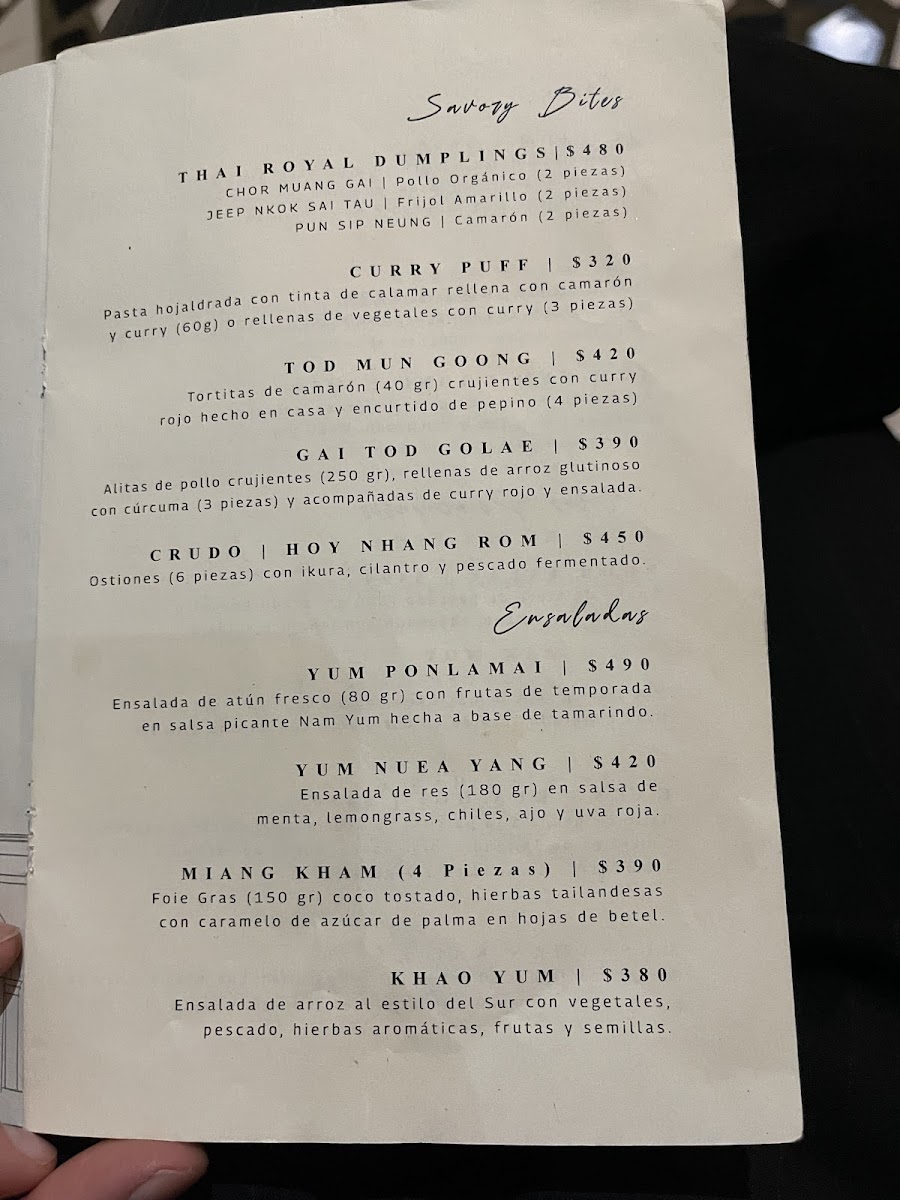 Savory Bites
THAI ROYAL DUMPLINGS|$480
CHOR MUANG GAI | Pollo Orgánico (2 piezas)
JEEP NKOK SAI TAU | Frijol Amarillo (2 piezas)
PUN SIP NEUNG | Camarón (2 piezas)
CURRY PUFF | $320
Pasta hojaldrada con tinta de calamar rellena con camarón
y curry (60g) o rellenas de vegetales con curry (3 piezas)
TOD MUN GOONG | $420
Tortitas de camarón (40 gr) crujientes con curry
rojo hecho en casa y encurtido de pepino (4 piezas)
GAI TOD GOLAE | $390
Alitas de pollo crujientes (250 gr), rellenas de arroz glutinoso
con cúrcuma (3 piezas) y acompañadas de curry rojo y ensalada.
CRUDO | HOY NHANG ROM | $450
Ostiones (6 piezas) con ikura, cilantro y pescado fermentado.
Ensaladas
YUM PONLAMAI | $490
Ensalada de atún fresco (80 gr) con frutas de temporada
en salsa picante Nam Yum hecha a base de tamarindo.
YUM NUEA YANG | $420
Ensalada de res (180 gr) en salsa de
menta, lemongrass, chiles, ajo y uva roja.
MIANG KHAM (4 Piezas) | $390
Foie Gras (150 gr) coco tostado, hierbas tailandesas
con caramelo de azúcar de palma en hojas de betel.
KHAO YUM | $380
Ensalada de arroz al estilo del Sur con vegetales,
pescado, hierbas aromáticas, frutas y semillas.